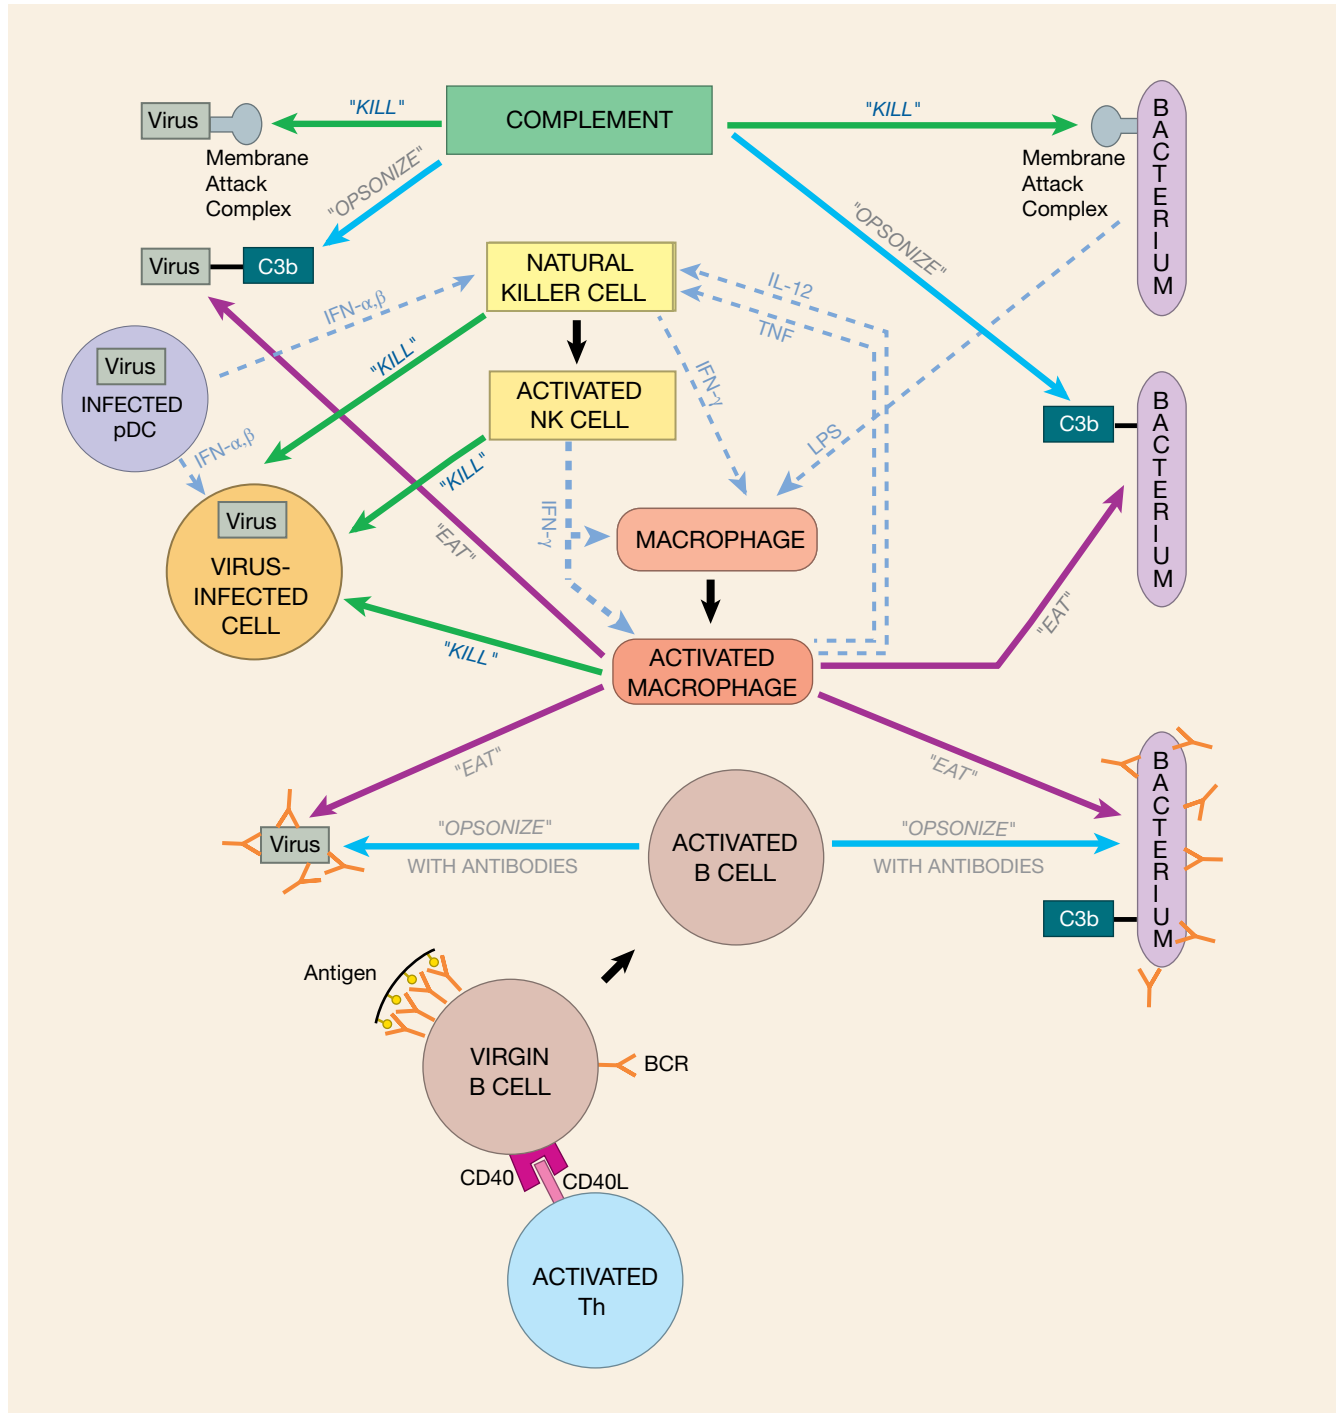 COMPLEMENT
"KILL"
Virus
Membrane
Attack
Complex
"OPSONIZE"
Virus
C3b
"KILL"
Membrane
Attack
Complex
BACTERIUM
"OPSONIZE"
NATURAL
KILLER CELL
IFN-α,β
IL-12
TNF
"KILL"
IFN-γ
LPS
Virus
INFECTED
pDC
IFN-α,β
ACTIVATED
NK CELL
"KILL"
C3b
BACTERIUM
Virus
VIRUS-
INFECTED
CELL
"EAT"
IFN-γ
MACROPHAGE
"EAT"
"KILL"
ACTIVATED
MACROPHAGE
"EAT"
"EAT"
Virus
"OPSONIZE"
WITH ANTIBODIES
ACTIVATED
B CELL
"OPSONIZE"
WITH ANTIBODIES
BACTERIUM
C3b
Antigen
VIRGIN
B CELL
BCR
CD40
CD40L
ACTIVATED
Th